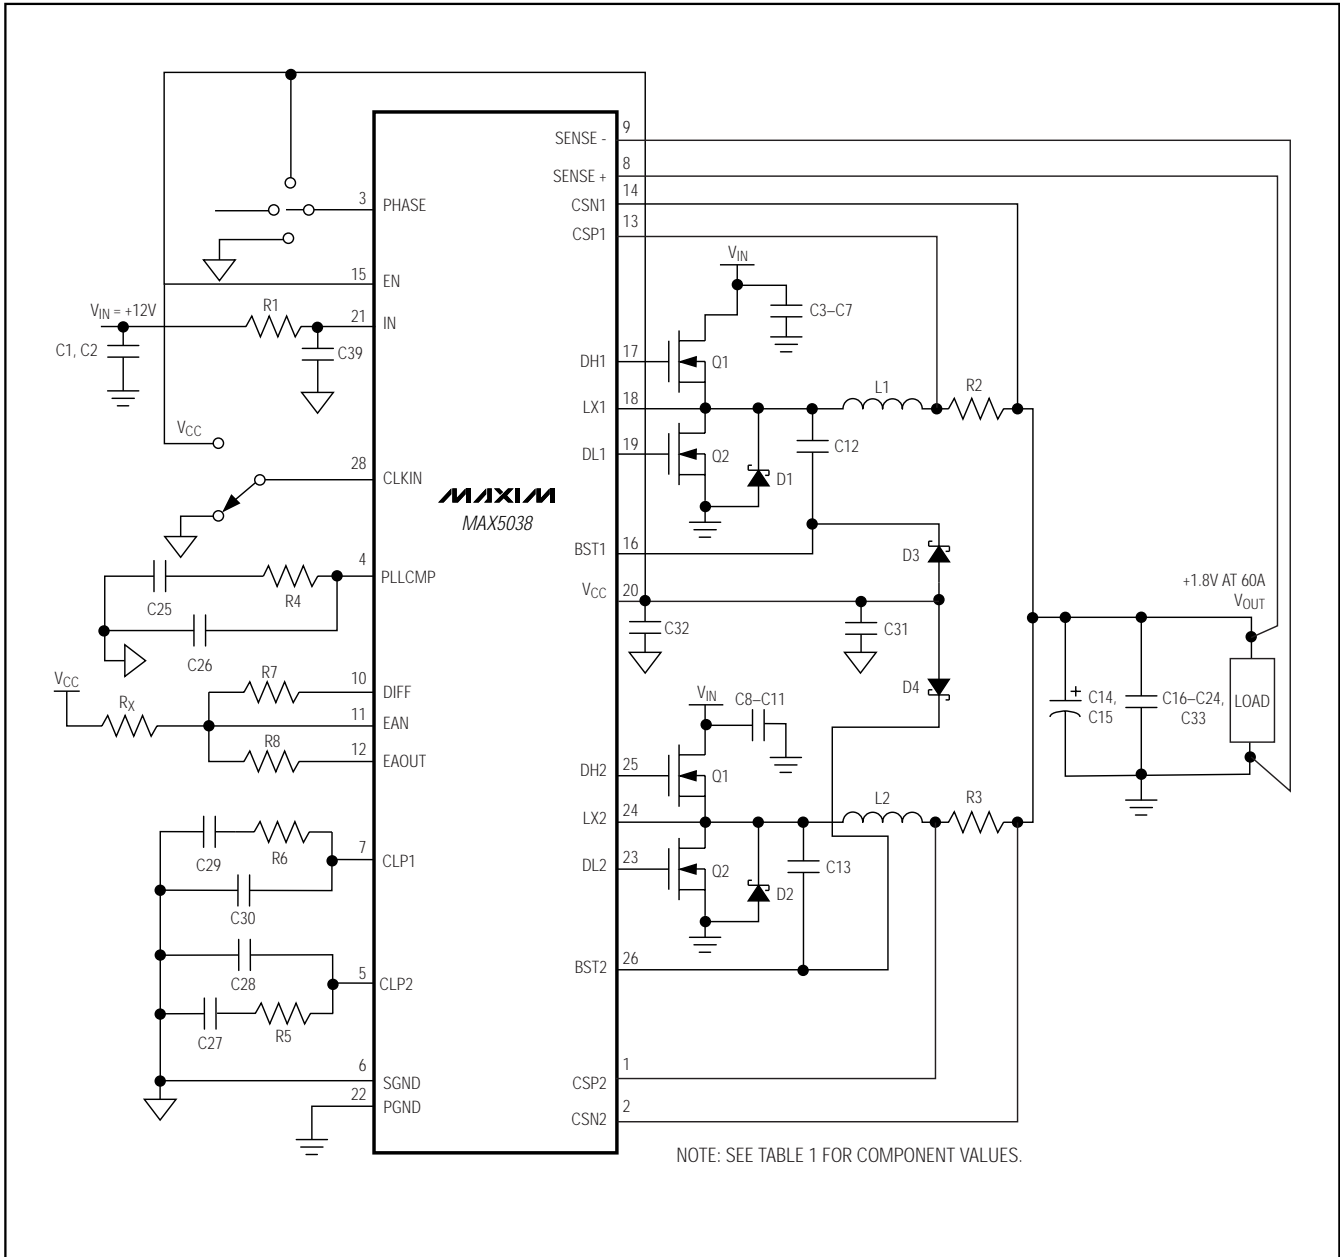 SENSE -
9
SENSE +
8
CSN1
14
CSP1
13
3
PHASE
15
EN
VIN = +12V
R1
21
IN
C1, C2
C39
VIN
C3–C7
DH1
17
Q1
LX1
18
L1
R2
DL1
19
Q2
C12
D1
VCC
28
CLKIN
MAXIM
MAX5038
BST1
16
D3
4
PLLCMP
C25
R4
C26
VCC
20
C32
C31
+1.8V AT 60A
VOUT
VCC
RX
R7
10
DIFF
11
EAN
R8
12
EAOUT
D4
VIN
C8–C11
+
C14,
C15
C16–C24,
C33
LOAD
DH2
25
Q1
LX2
24
L2
R3
DL2
23
Q2
C13
D2
C29
R6
7
CLP1
C30
BST2
26
C28
5
CLP2
C27
R5
6
SGND
22
PGND
CSP2
1
CSN2
2
NOTE: SEE TABLE 1 FOR COMPONENT VALUES.